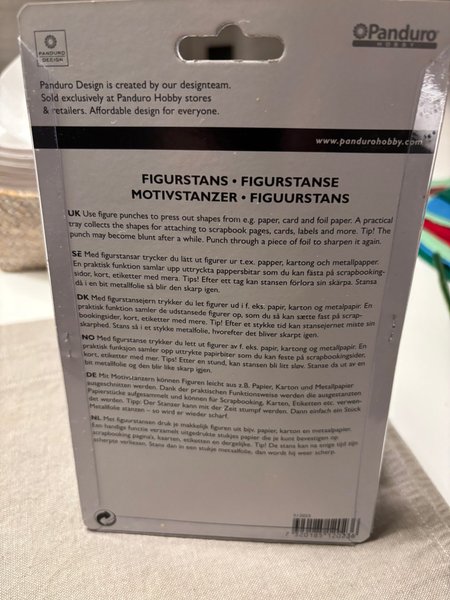 PANDURO
DESIGN
Panduro
HOBBY
Panduro Design is created by our designteam.
Sold exclusively at Panduro Hobby stores
& retailers. Affordable design for everyone.
www.pandurohobby.com
FIGURSTANS • FIGURSTANSE
MOTIVSTANZER • FIGUURSTANS
UK Use figure punches to press out shapes from e.g. paper, card and foil paper. A practical
tray collects the shapes for attaching to scrapbook pages, cards, labels and more. Tip! The
punch may become blunt after a while. Punch through a piece of foil to sharpen it again.
SE Med figurstansar trycker du lätt ut figurer ur t.ex. papper, kartong och metallpapper.
En praktisk funktion samlar upp uttryckta pappersbitar som du kan fästa på scrapbooking-
sidor, kort, etiketter med mera. Tips! Efter ett tag kan stansen förlora sin skärpa. Stansa
då i en bit metallfolie så blir den skarp igen.
DK Med figurstansejern trykker du let figurer ud i f. eks. papir, karton og metalpapir. En
praktisk funktion samler de udstansede figurer op, som du så kan sætte fast på scrap-
bookingsider, kort, etiketter med mere. Tip! Efter et stykke tid kan stansejernet miste sin
skarphed. Stans så i et stykke metalfolie, hvorefter det bliver skarpt igen.
NO Med figurstanse trykker du lett ut figurer av f. eks. papir, kartong og metallpapir. En
praktisk funksjon samler opp uttrykte papirbiter som du kan feste på scrapbookingsider,
kort, etiketter med mer. Tips! Etter en stund, kan stansen bli litt sløv. Stanse da ut av en
bit metallfolie og den blir like skarp igjen.
DE Mit Motivstanzern können Figuren leicht aus z.B. Papier, Karton und Metallpapier
ausgeschnitten werden. Dank der praktischen Funktionsweise werden die ausgestanzten
Papierstücke aufgesammelt und können für Scrapbooking, Karten, Etiketten etc. verwen-
det werden. Tipp: Der Stanzer kann mit der Zeit stumpf werden. Dann einfach ein Stück
Metallfolie stanzen – so wird er wieder scharf.
NL Met figurstansen druk je makkelijk figuren uit bijv. papier, karton en metaalpapier.
Een handige functie verzamelt uitgedrukte stukjes papier die je kunt bevestigen op
scrapbooking pagina's, kaarten, etiketten en dergelijke. Tip! De stans kan na enige tijd zijn
scherpte verliezen. Stans dan in een stukje metaalfolie, dan wordt hij weer scherp.